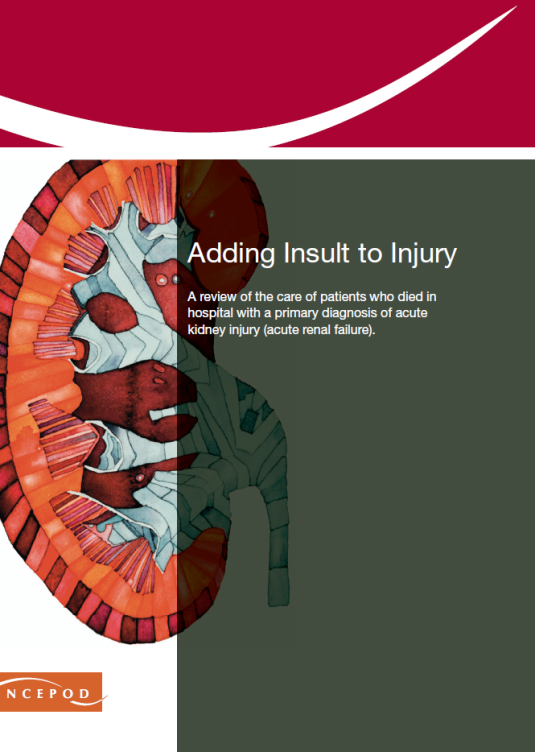 Adding Insult to Injury
A review of the care of patients who died in
hospital with a primary diagnosis of acute
kidney injury (acute renal failure).
NCEPOD